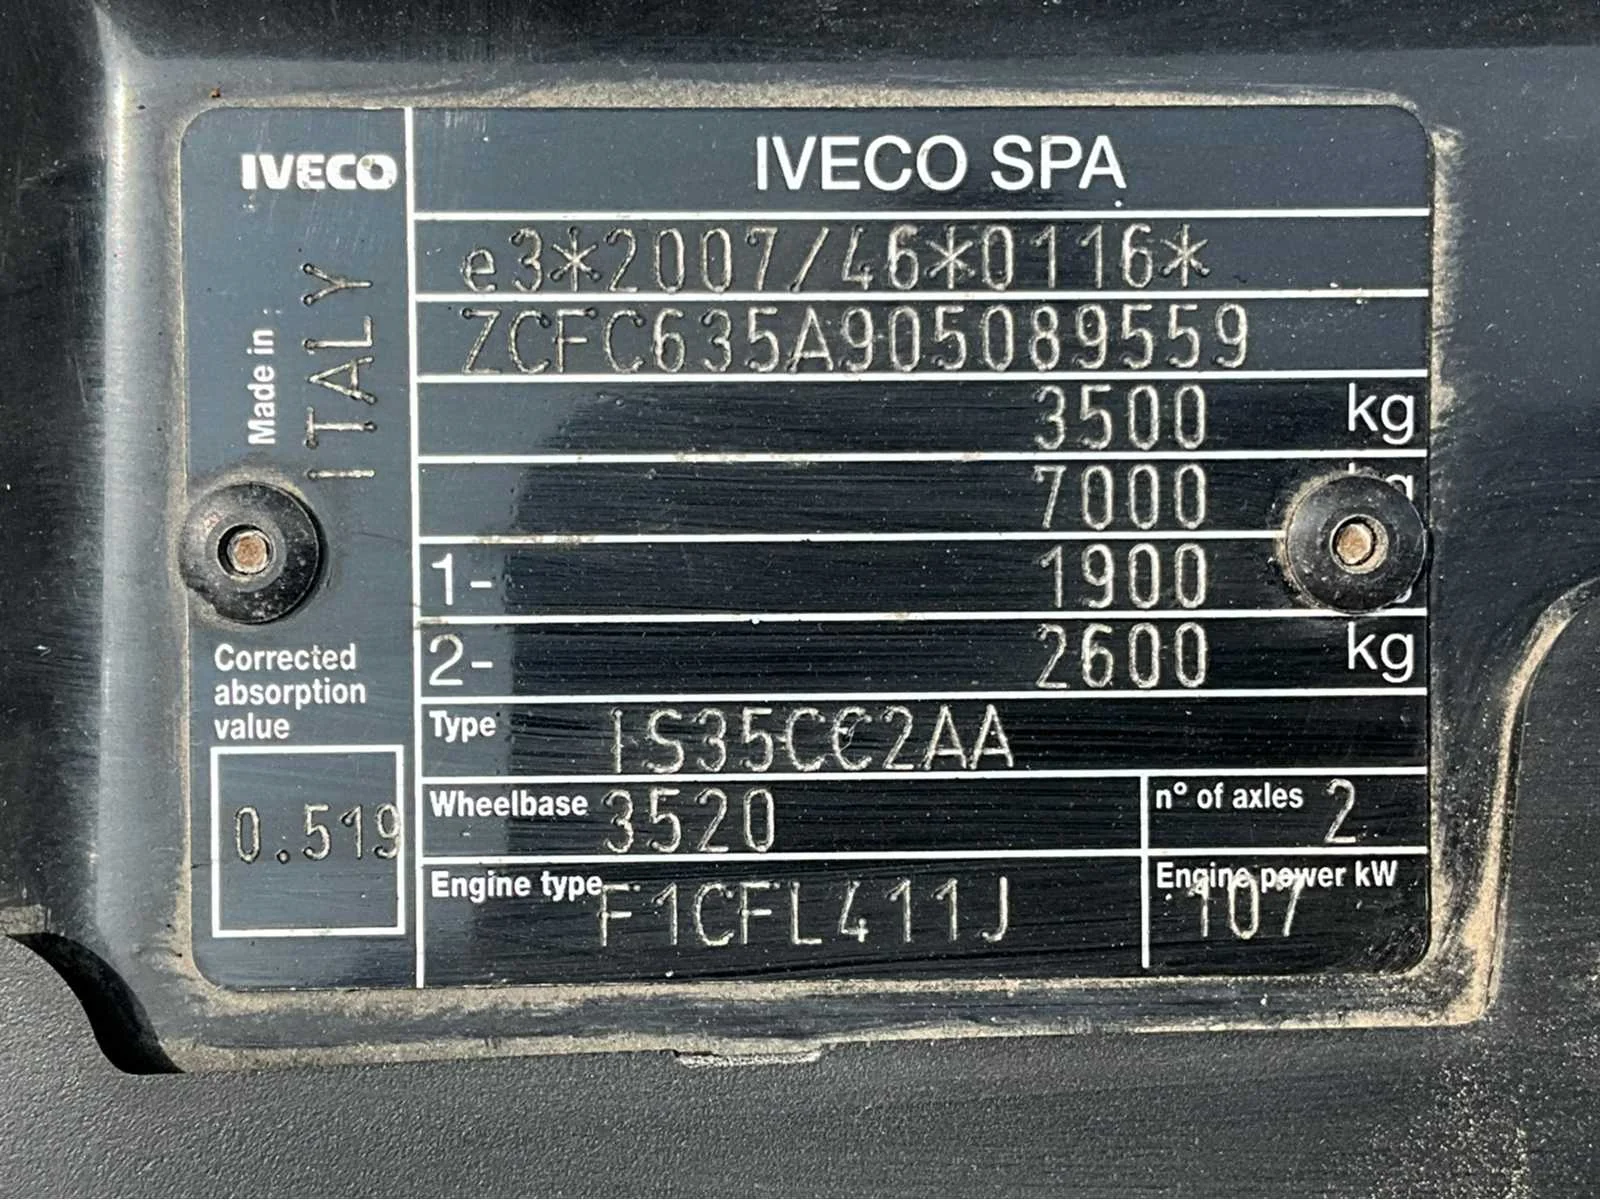 IVECO
Made in ITALY
Corrected
absorption
value
0.519
IVECO SPA
e3*2007/46*0116*
ZCFC635A905089559
3500 kg
7000
1- 1900
2- 2600 kg
Type IS35CC2AA
Wheelbase 3520
n° of axles 2
Engine type F1CFL411J
Engine power kW 107